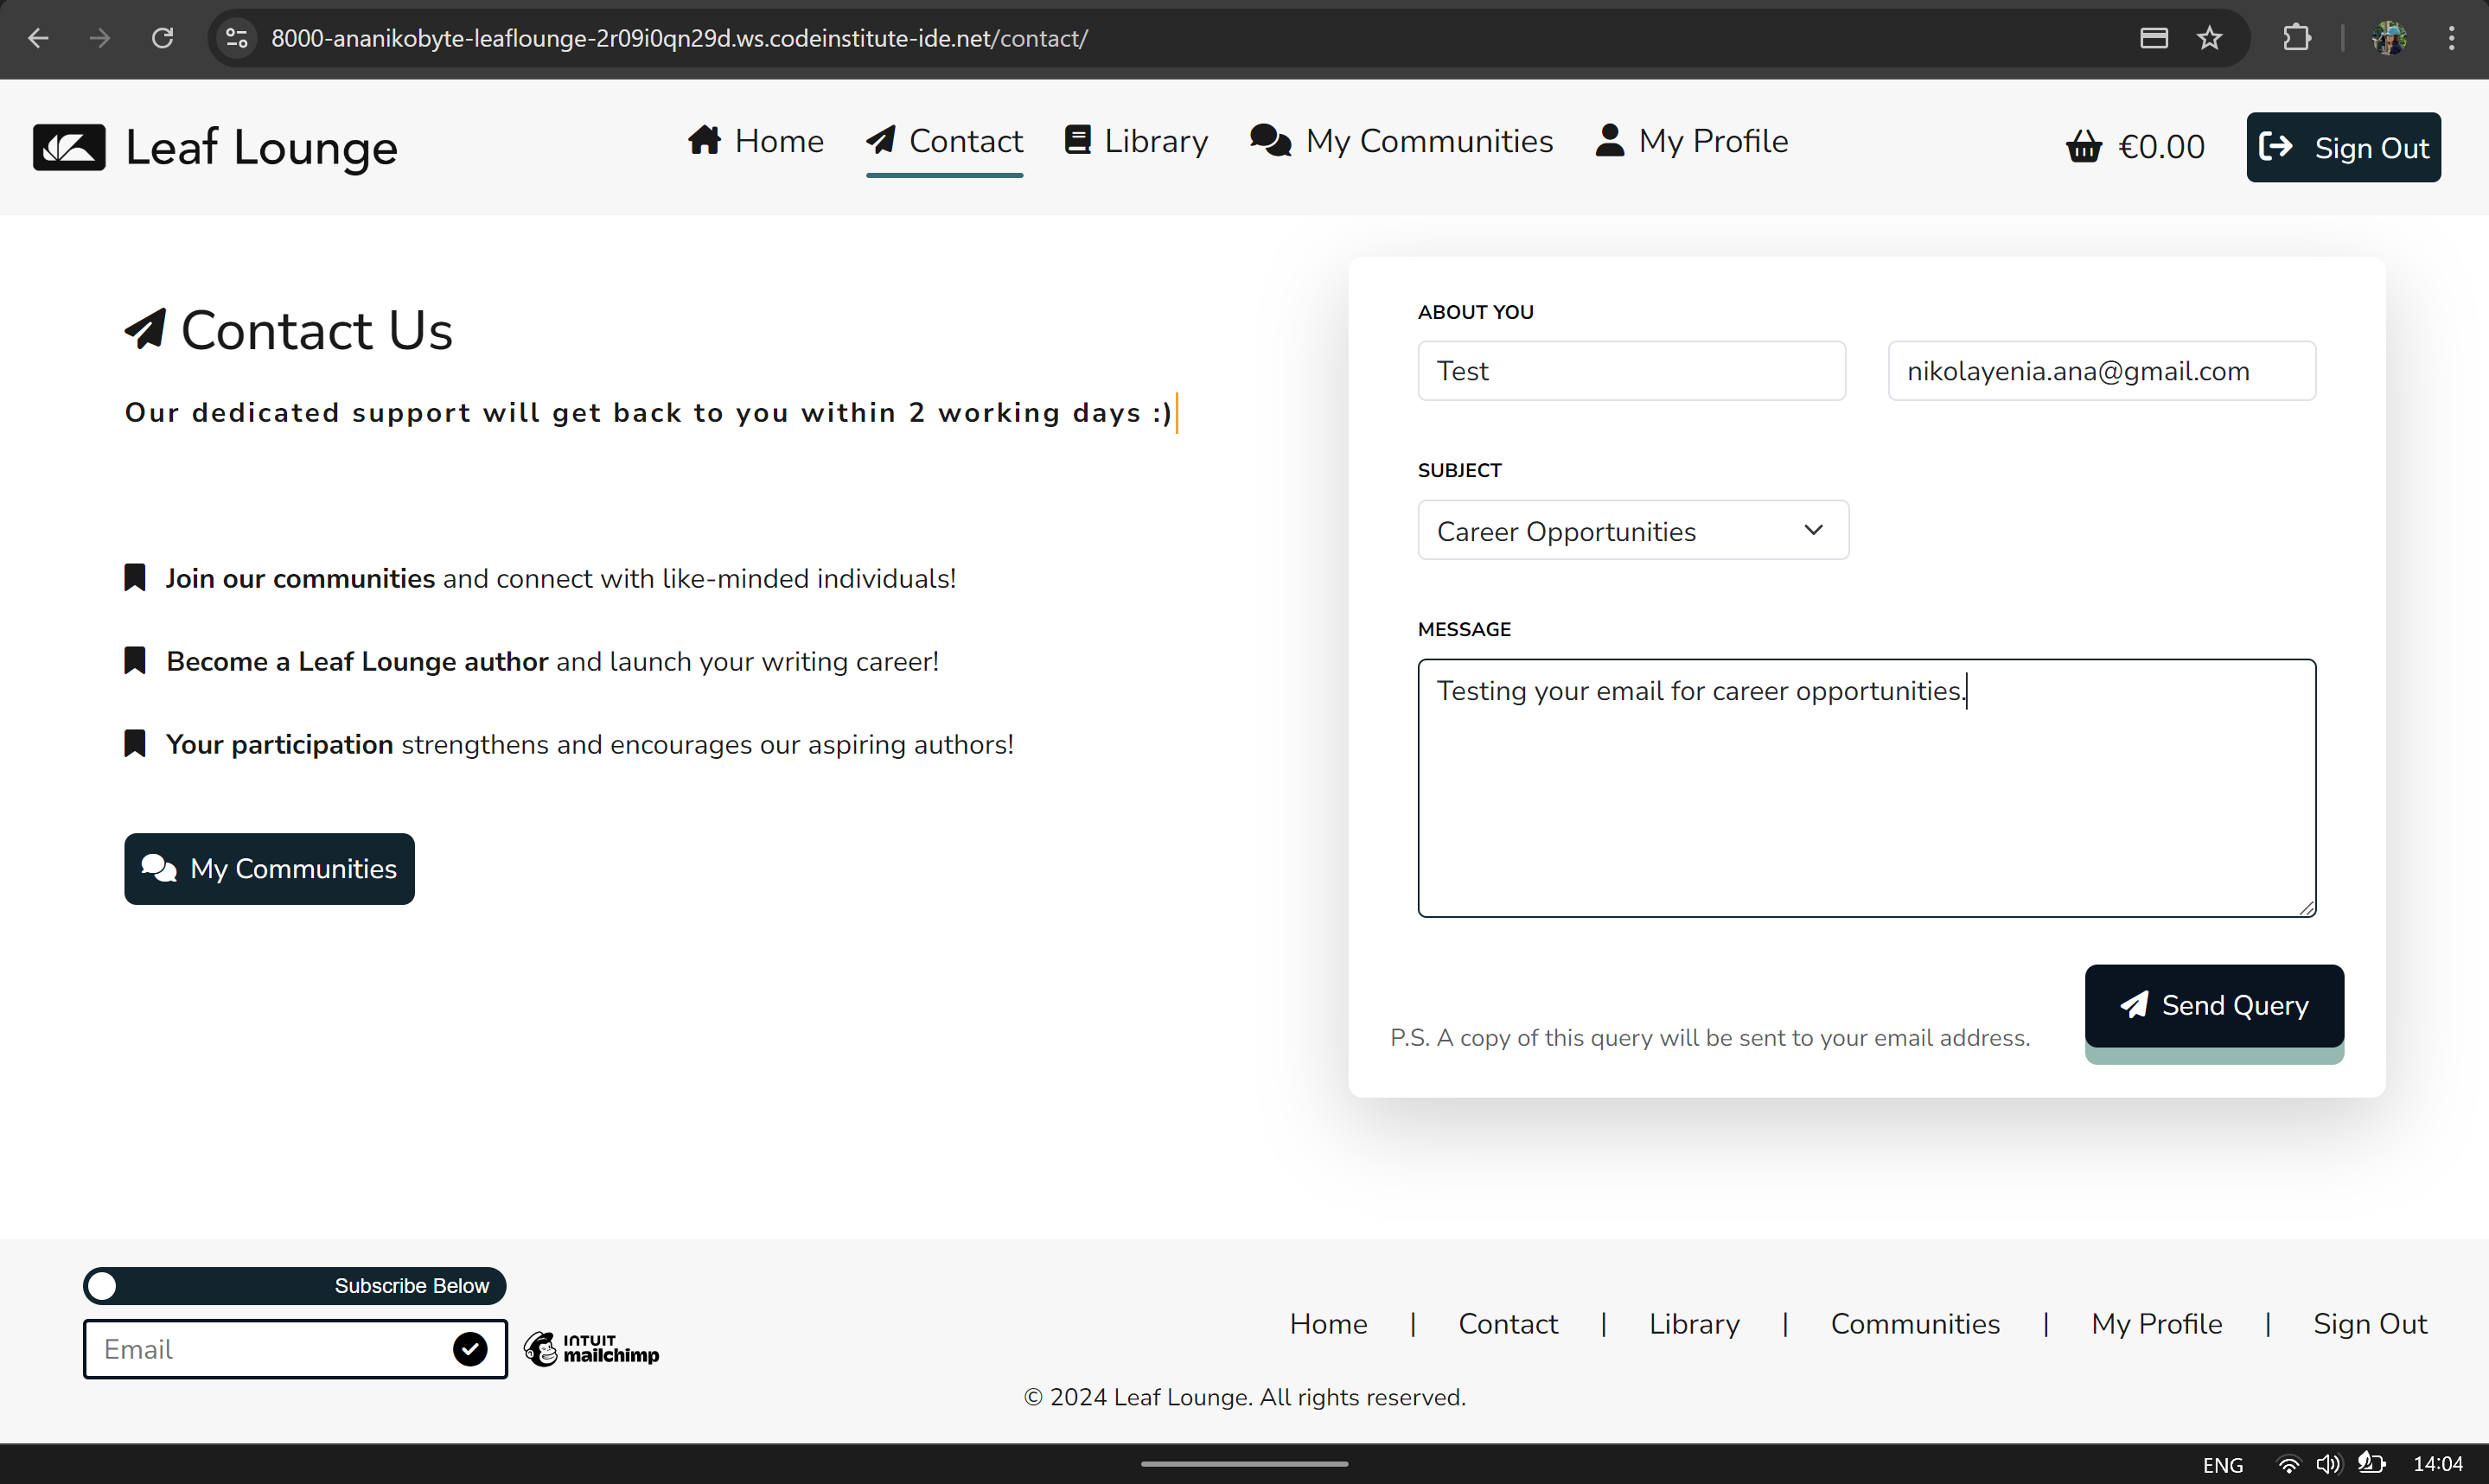 8000-ananikobyte-leaflounge-2r09i0qn29d.ws.codeinstitute-ide.net/contact/
Leaf Lounge
Home
Contact
Library
My Communities
My Profile
€0.00
Sign Out
Contact Us
Our dedicated support will get back to you within 2 working days :)
Join our communities and connect with like-minded individuals!
Become a Leaf Lounge author and launch your writing career!
Your participation strengthens and encourages our aspiring authors!
My Communities
ABOUT YOU
Test
nikolayenia.ana@gmail.com
SUBJECT
Career Opportunities
MESSAGE
Testing your email for career opportunities.
P.S. A copy of this query will be sent to your email address.
Send Query
Subscribe Below
Email
INTUIT
mailchimp
Home | Contact | Library | Communities | My Profile | Sign Out
© 2024 Leaf Lounge. All rights reserved.
ENG
14:04